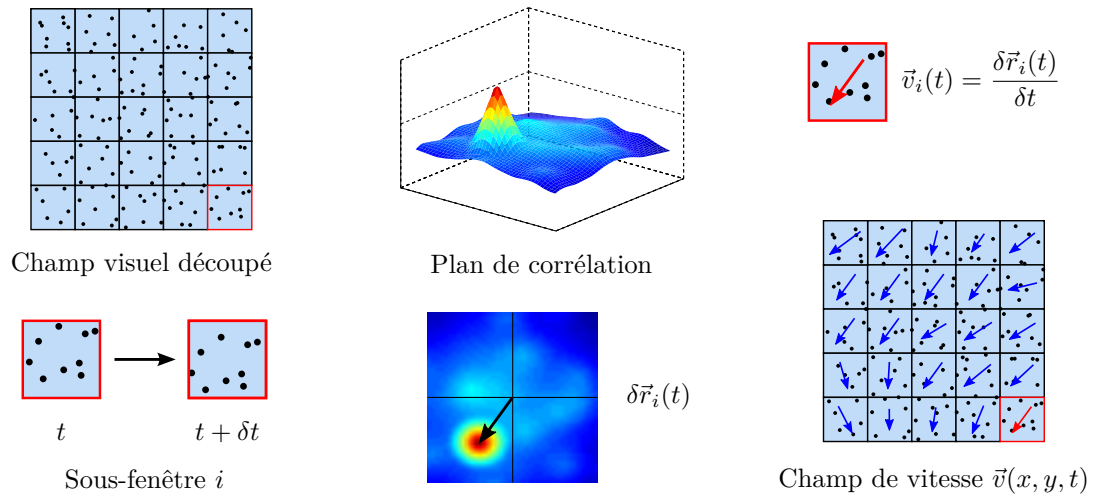 Champ visuel découpé
t
t + δt
Sous-fenêtre i
Plan de corrélation
δr⃗ᵢ(t)
v⃗ᵢ(t) = δr⃗ᵢ(t) / δt
Champ de vitesse v⃗(x, y, t)